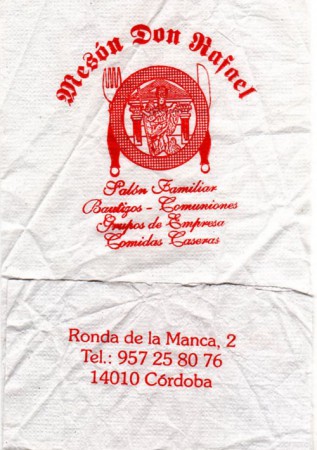 Mesón Don Rafael
Salón Familiar
Bautizos - Comuniones
Grupos de Empresa
Comidas Caseras
Ronda de la Manca, 2
Tel.: 957 25 80 76
14010 Córdoba